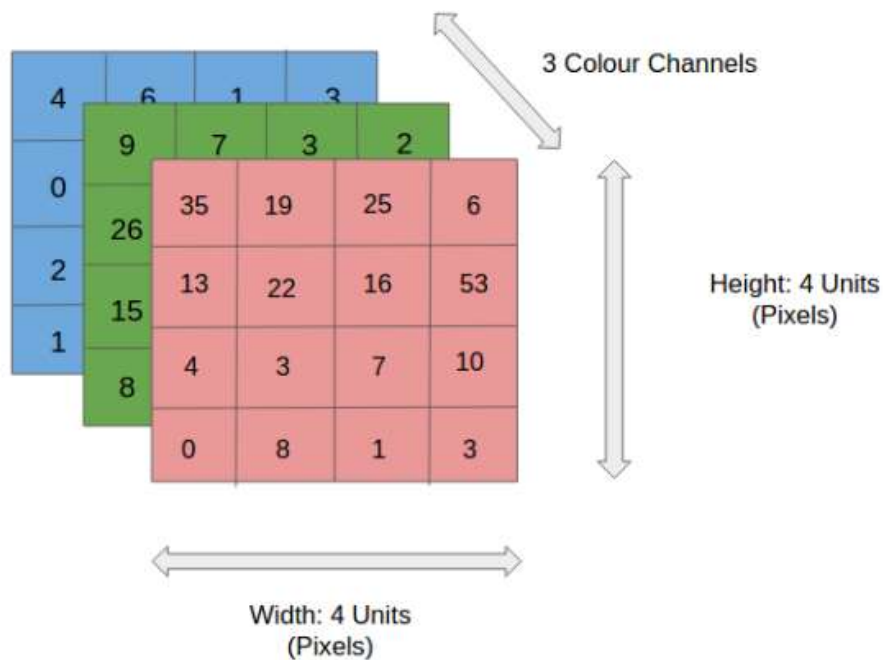 3 Colour Channels
4 6 1 3
9 7 3 2
0
35 19 25 6
26
13 22 16 53
2
15
Height: 4 Units
(Pixels)
1
4 3 7 10
8
0 8 1 3
Width: 4 Units
(Pixels)